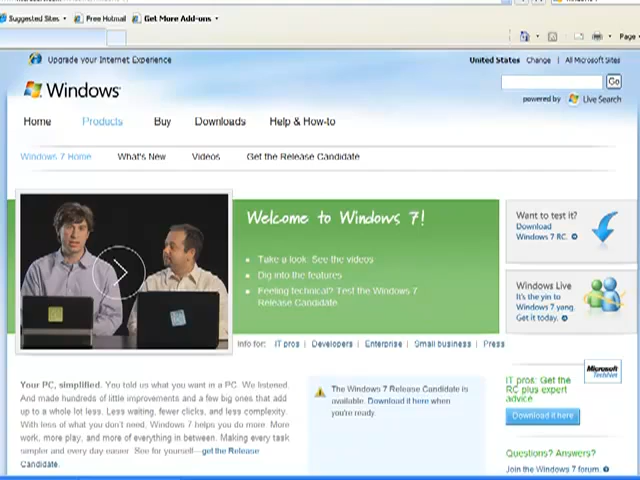 Suggested Sites
Free Hotmail
Get More Add-ons
Page
Upgrade your Internet Experience
United States Change | All Microsoft Sites
Windows
Go
powered by Live Search
Home Products Buy Downloads Help & How-to
Windows 7 Home What's New Videos Get the Release Candidate
Welcome to Windows 7!
Take a look: See the videos
Dig into the features
Feeling technical? Test the Windows 7
Release Candidate
Want to test it?
Download
Windows 7 RC.
Windows Live
It's the yin to
Windows 7 yang.
Get it today.
Info for: IT pros | Developers | Enterprise | Small business | Press
Your PC, simplified. You told us what you want in a PC. We listened.
And made hundreds of little improvements and a few big ones that add
up to a whole lot less. Less waiting, fewer clicks, and less complexity.
With less of what you don't need, Windows 7 helps you do more. More
work, more play, and more of everything in between. Making every task
simpler and every day easier. See for yourself—get the Release
Candidate.
The Windows 7 Release Candidate is
available. Download it here when
you're ready.
Microsoft
TechNet
IT pros: Get the
RC plus expert
advice
Download it here
Questions? Answers?
Join the Windows 7 forum.